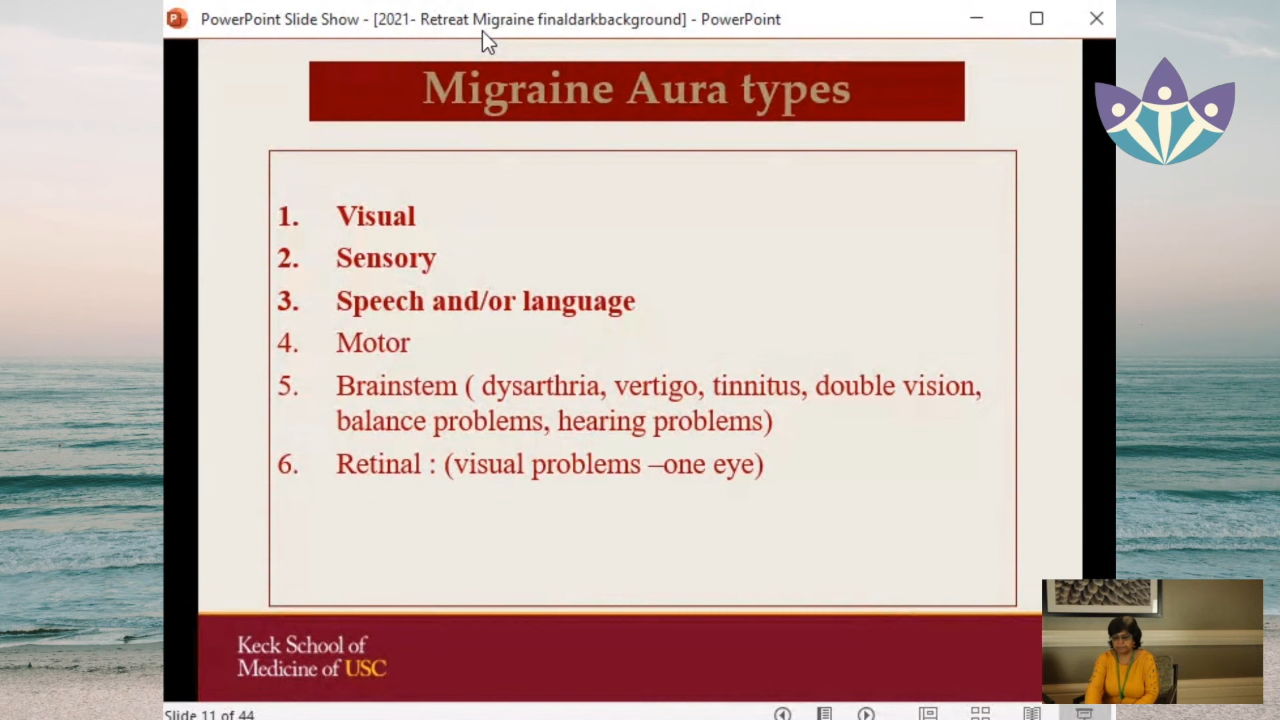 PowerPoint Slide Show - [2021- Retreat Migraine finaldarkbackground] - PowerPoint
Migraine Aura types
1. Visual
2. Sensory
3. Speech and/or language
4. Motor
5. Brainstem ( dysarthria, vertigo, tinnitus, double vision,
balance problems, hearing problems)
6. Retinal : (visual problems –one eye)
Keck School of
Medicine of USC
Slide 11 of 44